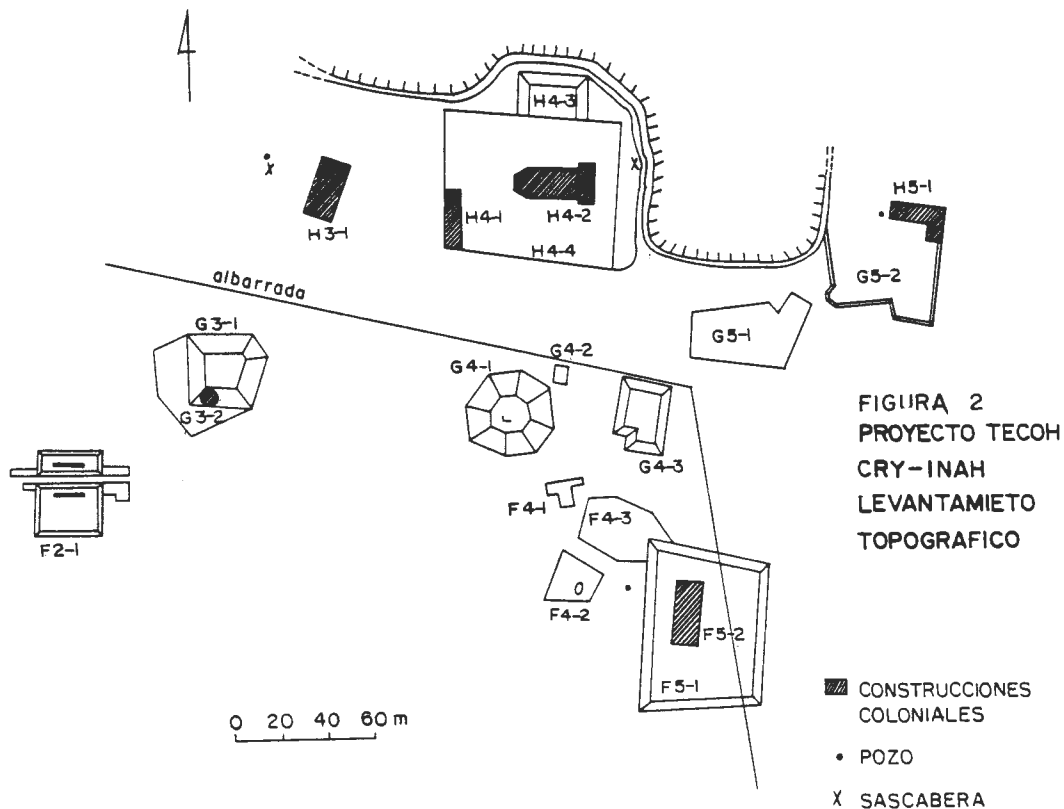 H4-3
X
H3-1
H4-1
H4-2
H4-4
X
H5-1
G5-2
albarrada
G3-1
G3-2
G4-1
G4-2
G4-3
G5-1
F2-1
F4-1
F4-3
F4-2
F5-2
F5-1
FIGURA 2
PROYECTO TECOH
CRY-INAH
LEVANTAMIETO
TOPOGRAFICO
0 20 40 60 m
CONSTRUCCIONES
COLONIALES
POZO
X SASCABERA